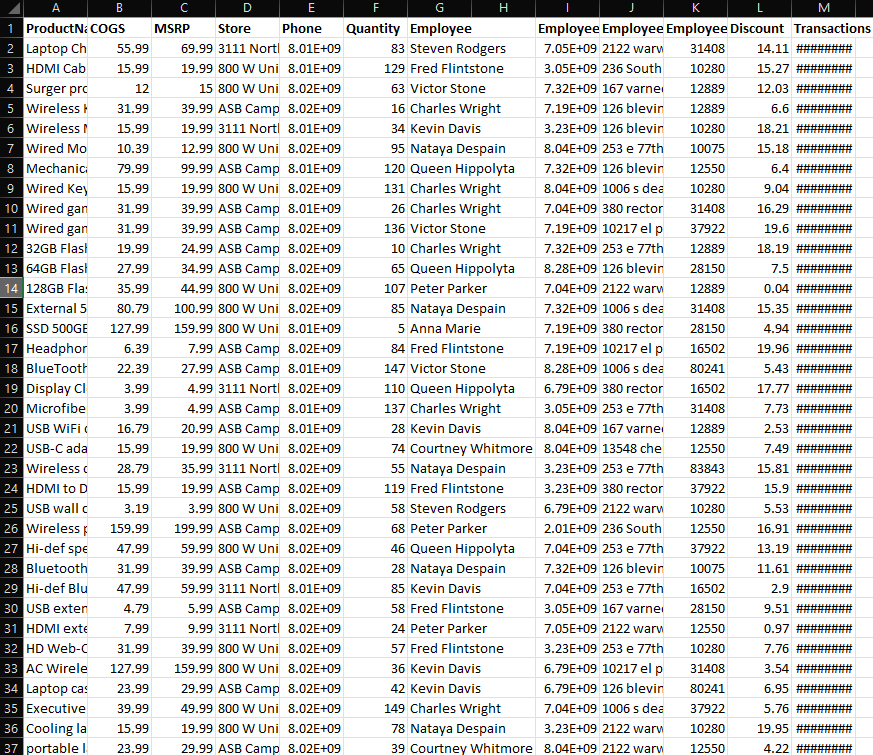 A B C D E F G H I J K L M
1 ProductNa COGS MSRP Store Phone Quantity Employee Employee Employee Employee Discount Transactions
2 Laptop Ch 55.99 69.99 3111 North 8.01E+09 83 Steven Rodgers 7.05E+09 2122 warw 31408 14.11 ########
3 HDMI Cab 15.99 19.99 800 W Uni 8.01E+09 129 Fred Flintstone 3.05E+09 236 South 10280 15.27 ########
4 Surger pro 12 15 800 W Uni 8.02E+09 63 Victor Stone 7.32E+09 167 varne 12889 12.03 ########
5 Wireless K 31.99 39.99 ASB Camp 8.02E+09 16 Charles Wright 7.19E+09 126 blevin 12889 6.6 ########
6 Wireless M 15.99 19.99 3111 North 8.01E+09 34 Kevin Davis 3.23E+09 126 blevin 10280 18.21 ########
7 Wired Mo 10.39 12.99 800 W Uni 8.02E+09 95 Nataya Despain 8.04E+09 253 e 77th 10075 15.18 ########
8 Mechanica 79.99 99.99 ASB Camp 8.01E+09 120 Queen Hippolyta 7.32E+09 126 blevin 12550 6.4 ########
9 Wired Key 15.99 19.99 ASB Camp 8.02E+09 131 Charles Wright 8.04E+09 1006 s dea 10280 9.04 ########
10 Wired gan 31.99 39.99 ASB Camp 8.01E+09 26 Charles Wright 7.04E+09 380 rector 31408 16.29 ########
11 Wired gan 31.99 39.99 ASB Camp 8.02E+09 136 Victor Stone 7.19E+09 10217 el p 37922 19.6 ########
12 32GB Flash 19.99 24.99 ASB Camp 8.02E+09 10 Charles Wright 7.32E+09 253 e 77th 12889 18.19 ########
13 64GB Flash 27.99 34.99 ASB Camp 8.02E+09 65 Queen Hippolyta 8.28E+09 126 blevin 28150 7.5 ########
14 128GB Flas 35.99 44.99 800 W Uni 8.02E+09 107 Peter Parker 7.04E+09 2122 warw 12889 0.04 ########
15 External 5 80.79 100.99 800 W Uni 8.02E+09 85 Nataya Despain 7.32E+09 1006 s dea 31408 15.35 ########
16 SSD 500GB 127.99 159.99 800 W Uni 8.01E+09 5 Anna Marie 7.19E+09 380 rector 28150 4.94 ########
17 Headphor 6.39 7.99 ASB Camp 8.02E+09 84 Fred Flintstone 7.19E+09 10217 el p 16502 19.96 ########
18 BlueTooth 22.39 27.99 ASB Camp 8.01E+09 147 Victor Stone 8.28E+09 1006 s dea 80241 5.43 ########
19 Display Cl 3.99 4.99 3111 North 8.02E+09 110 Queen Hippolyta 6.79E+09 380 rector 16502 17.77 ########
20 Microfibe 3.99 4.99 ASB Camp 8.02E+09 137 Charles Wright 3.05E+09 253 e 77th 31408 7.73 ########
21 USB WiFi d 16.79 20.99 ASB Camp 8.01E+09 28 Kevin Davis 8.04E+09 167 varne 12889 2.53 ########
22 USB-C ada 15.99 19.99 800 W Uni 8.02E+09 74 Courtney Whitmore 8.04E+09 13548 che 12550 7.49 ########
23 Wireless c 28.79 35.99 3111 North 8.02E+09 55 Nataya Despain 3.23E+09 253 e 77th 83843 15.81 ########
24 HDMI to D 15.99 19.99 ASB Camp 8.01E+09 119 Fred Flintstone 3.23E+09 380 rector 37922 15.9 ########
25 USB wall c 3.19 3.99 800 W Uni 8.02E+09 58 Steven Rodgers 6.79E+09 2122 warw 10280 5.53 ########
26 Wireless p 159.99 199.99 ASB Camp 8.02E+09 68 Peter Parker 2.01E+09 236 South 12550 16.91 ########
27 Hi-def spe 47.99 59.99 800 W Uni 8.02E+09 46 Queen Hippolyta 7.04E+09 253 e 77th 37922 13.19 ########
28 Bluetooth 31.99 39.99 ASB Camp 8.02E+09 28 Nataya Despain 7.32E+09 126 blevin 10075 11.61 ########
29 Hi-def Blu 47.99 59.99 3111 North 8.01E+09 85 Kevin Davis 7.04E+09 253 e 77th 16502 2.9 ########
30 USB exten 4.79 5.99 ASB Camp 8.02E+09 58 Fred Flintstone 3.05E+09 167 varne 28150 9.51 ########
31 HDMI exte 7.99 9.99 3111 North 8.02E+09 24 Peter Parker 7.05E+09 2122 warw 12550 0.97 ########
32 HD Web-C 31.99 39.99 800 W Uni 8.02E+09 57 Fred Flintstone 3.23E+09 253 e 77th 10280 7.76 ########
33 AC Wirele 127.99 159.99 800 W Uni 8.02E+09 36 Kevin Davis 6.79E+09 10217 el p 31408 3.54 ########
34 Laptop cas 23.99 29.99 ASB Camp 8.02E+09 42 Kevin Davis 6.79E+09 126 blevin 80241 6.95 ########
35 Executive 39.99 49.99 800 W Uni 8.02E+09 149 Charles Wright 7.04E+09 1006 s dea 37922 5.76 ########
36 Cooling la 15.99 19.99 800 W Uni 8.02E+09 78 Nataya Despain 3.23E+09 2122 warw 10280 19.95 ########
37 portable l 23.99 29.99 ASB Camp 8.02E+09 39 Courtney Whitmore 8.04E+09 2122 warw 12550 4.22 ########